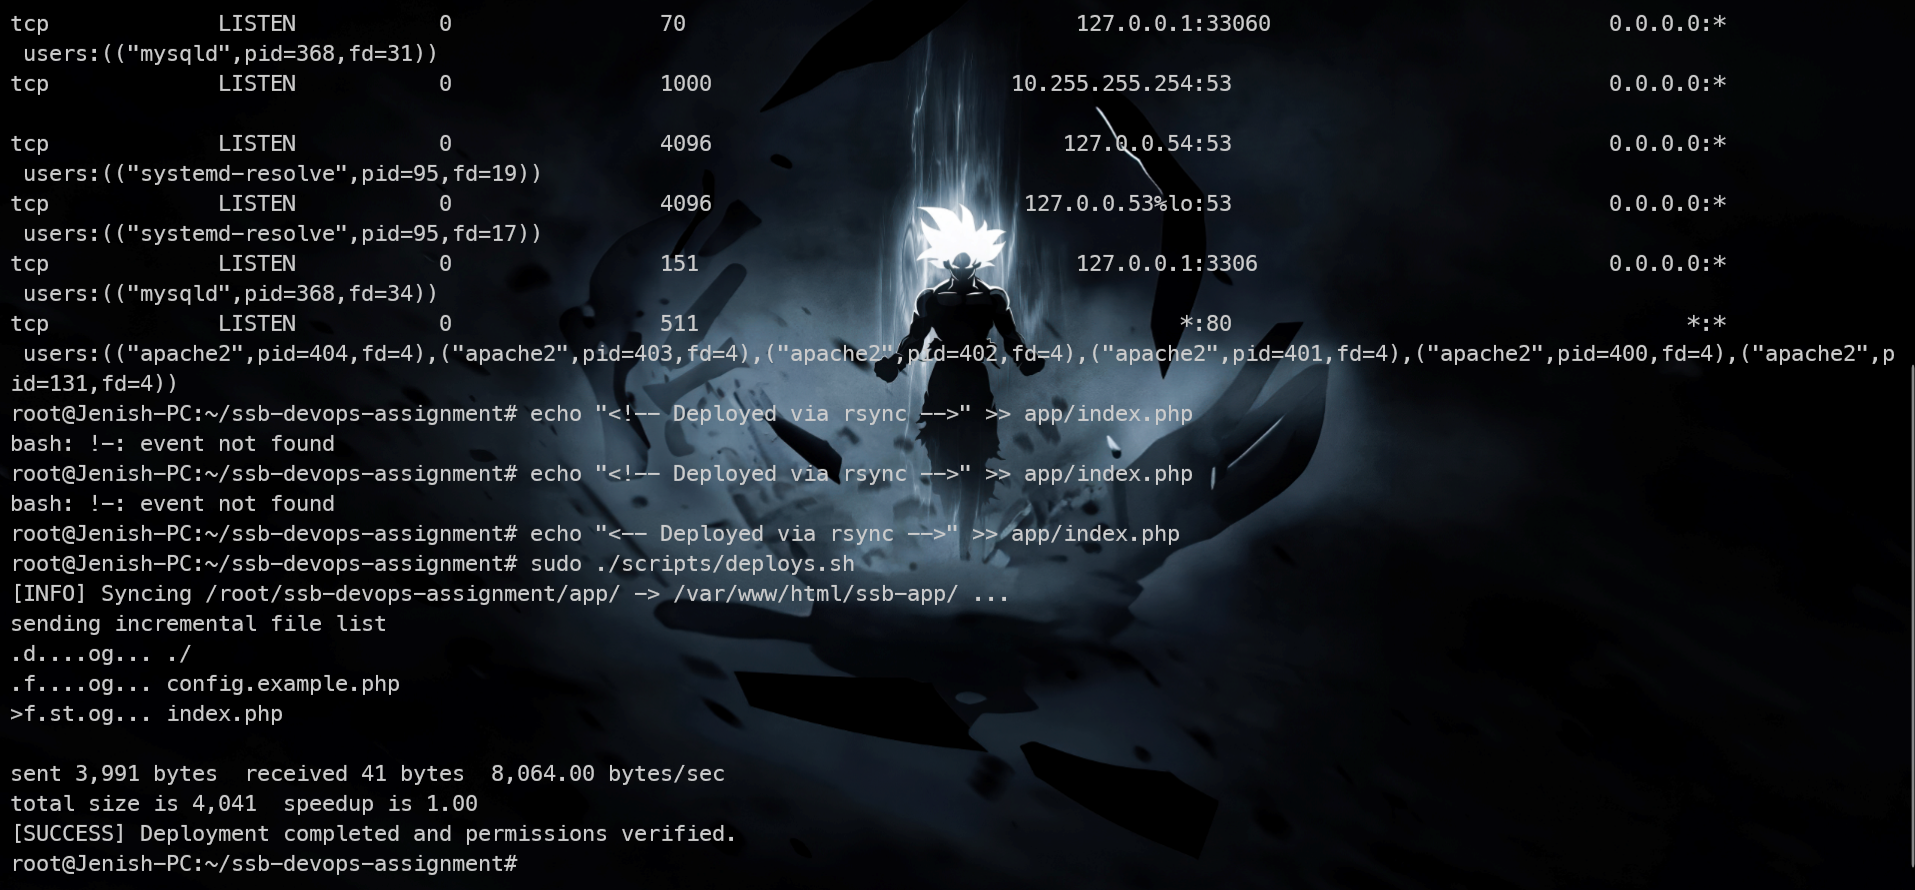 tcp LISTEN 0 70 127.0.0.1:33060 0.0.0.0:*
 users:(("mysqld",pid=368,fd=31))
tcp LISTEN 0 1000 10.255.255.254:53 0.0.0.0:*
tcp LISTEN 0 4096 127.0.0.54:53 0.0.0.0:*
 users:(("systemd-resolve",pid=95,fd=19))
tcp LISTEN 0 4096 127.0.0.53%lo:53 0.0.0.0:*
 users:(("systemd-resolve",pid=95,fd=17))
tcp LISTEN 0 151 127.0.0.1:3306 0.0.0.0:*
 users:(("mysqld",pid=368,fd=34))
tcp LISTEN 0 511 *:80 *:*
 users:(("apache2",pid=404,fd=4),("apache2",pid=403,fd=4),("apache2",pid=402,fd=4),("apache2",pid=401,fd=4),("apache2",pid=400,fd=4),("apache2",p
id=131,fd=4))
root@Jenish-PC:~/ssb-devops-assignment# echo "<!-- Deployed via rsync -->" >> app/index.php
bash: !-: event not found
root@Jenish-PC:~/ssb-devops-assignment# echo "<!-- Deployed via rsync -->" >> app/index.php
bash: !-: event not found
root@Jenish-PC:~/ssb-devops-assignment# echo "<-- Deployed via rsync -->" >> app/index.php
root@Jenish-PC:~/ssb-devops-assignment# sudo ./scripts/deploys.sh
[INFO] Syncing /root/ssb-devops-assignment/app/ -> /var/www/html/ssb-app/ ...
sending incremental file list
.d....og... ./
.f....og... config.example.php
>f.st.og... index.php
sent 3,991 bytes  received 41 bytes  8,064.00 bytes/sec
total size is 4,041  speedup is 1.00
[SUCCESS] Deployment completed and permissions verified.
root@Jenish-PC:~/ssb-devops-assignment#